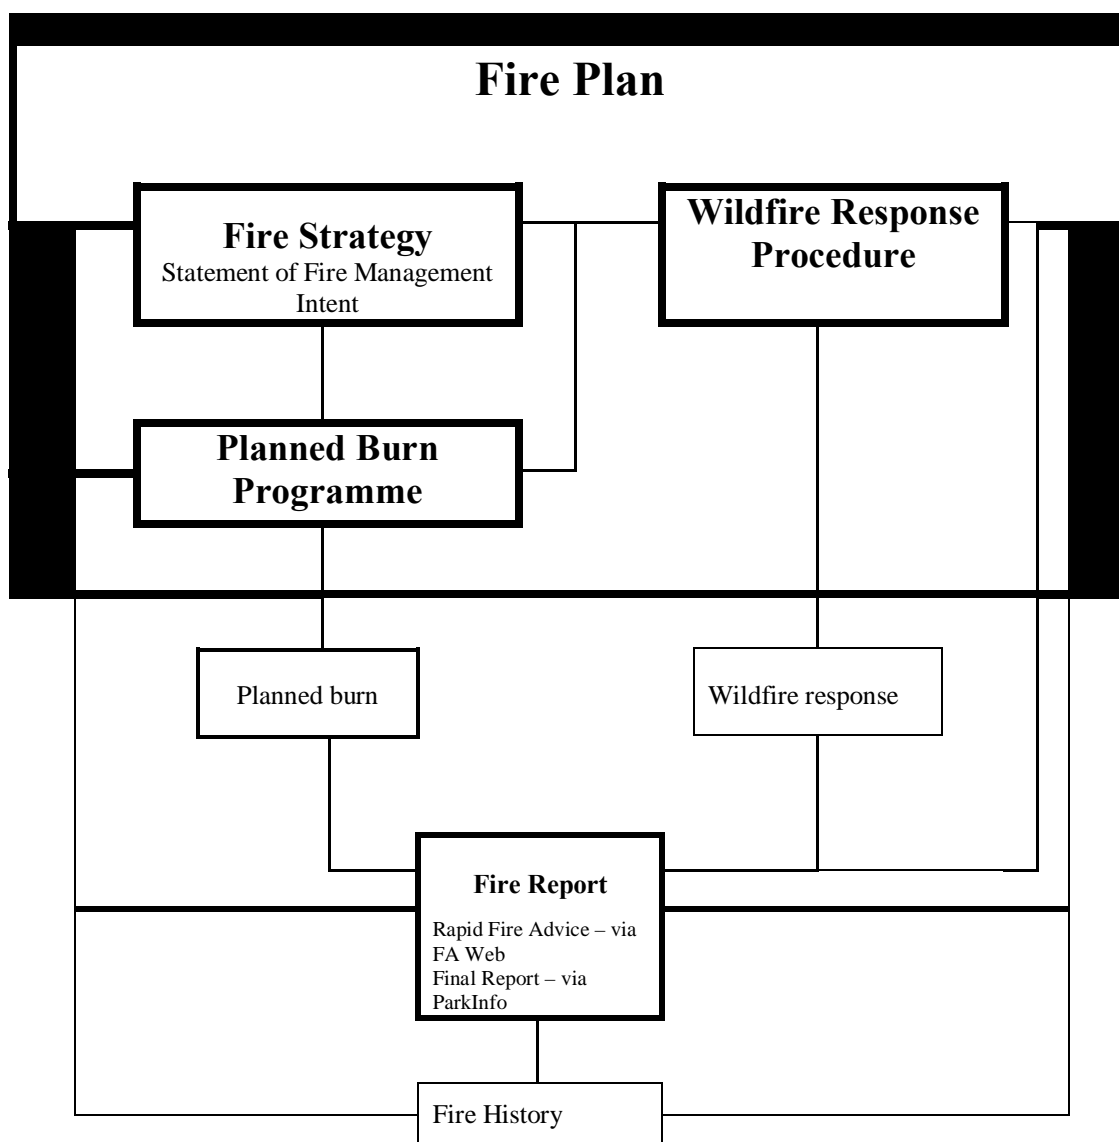 Fire Plan
Fire Strategy
Statement of Fire Management
Intent
Wildfire Response
Procedure
Planned Burn
Programme
Planned burn
Wildfire response
Fire Report
Rapid Fire Advice – via
FA Web
Final Report – via
ParkInfo
Fire History